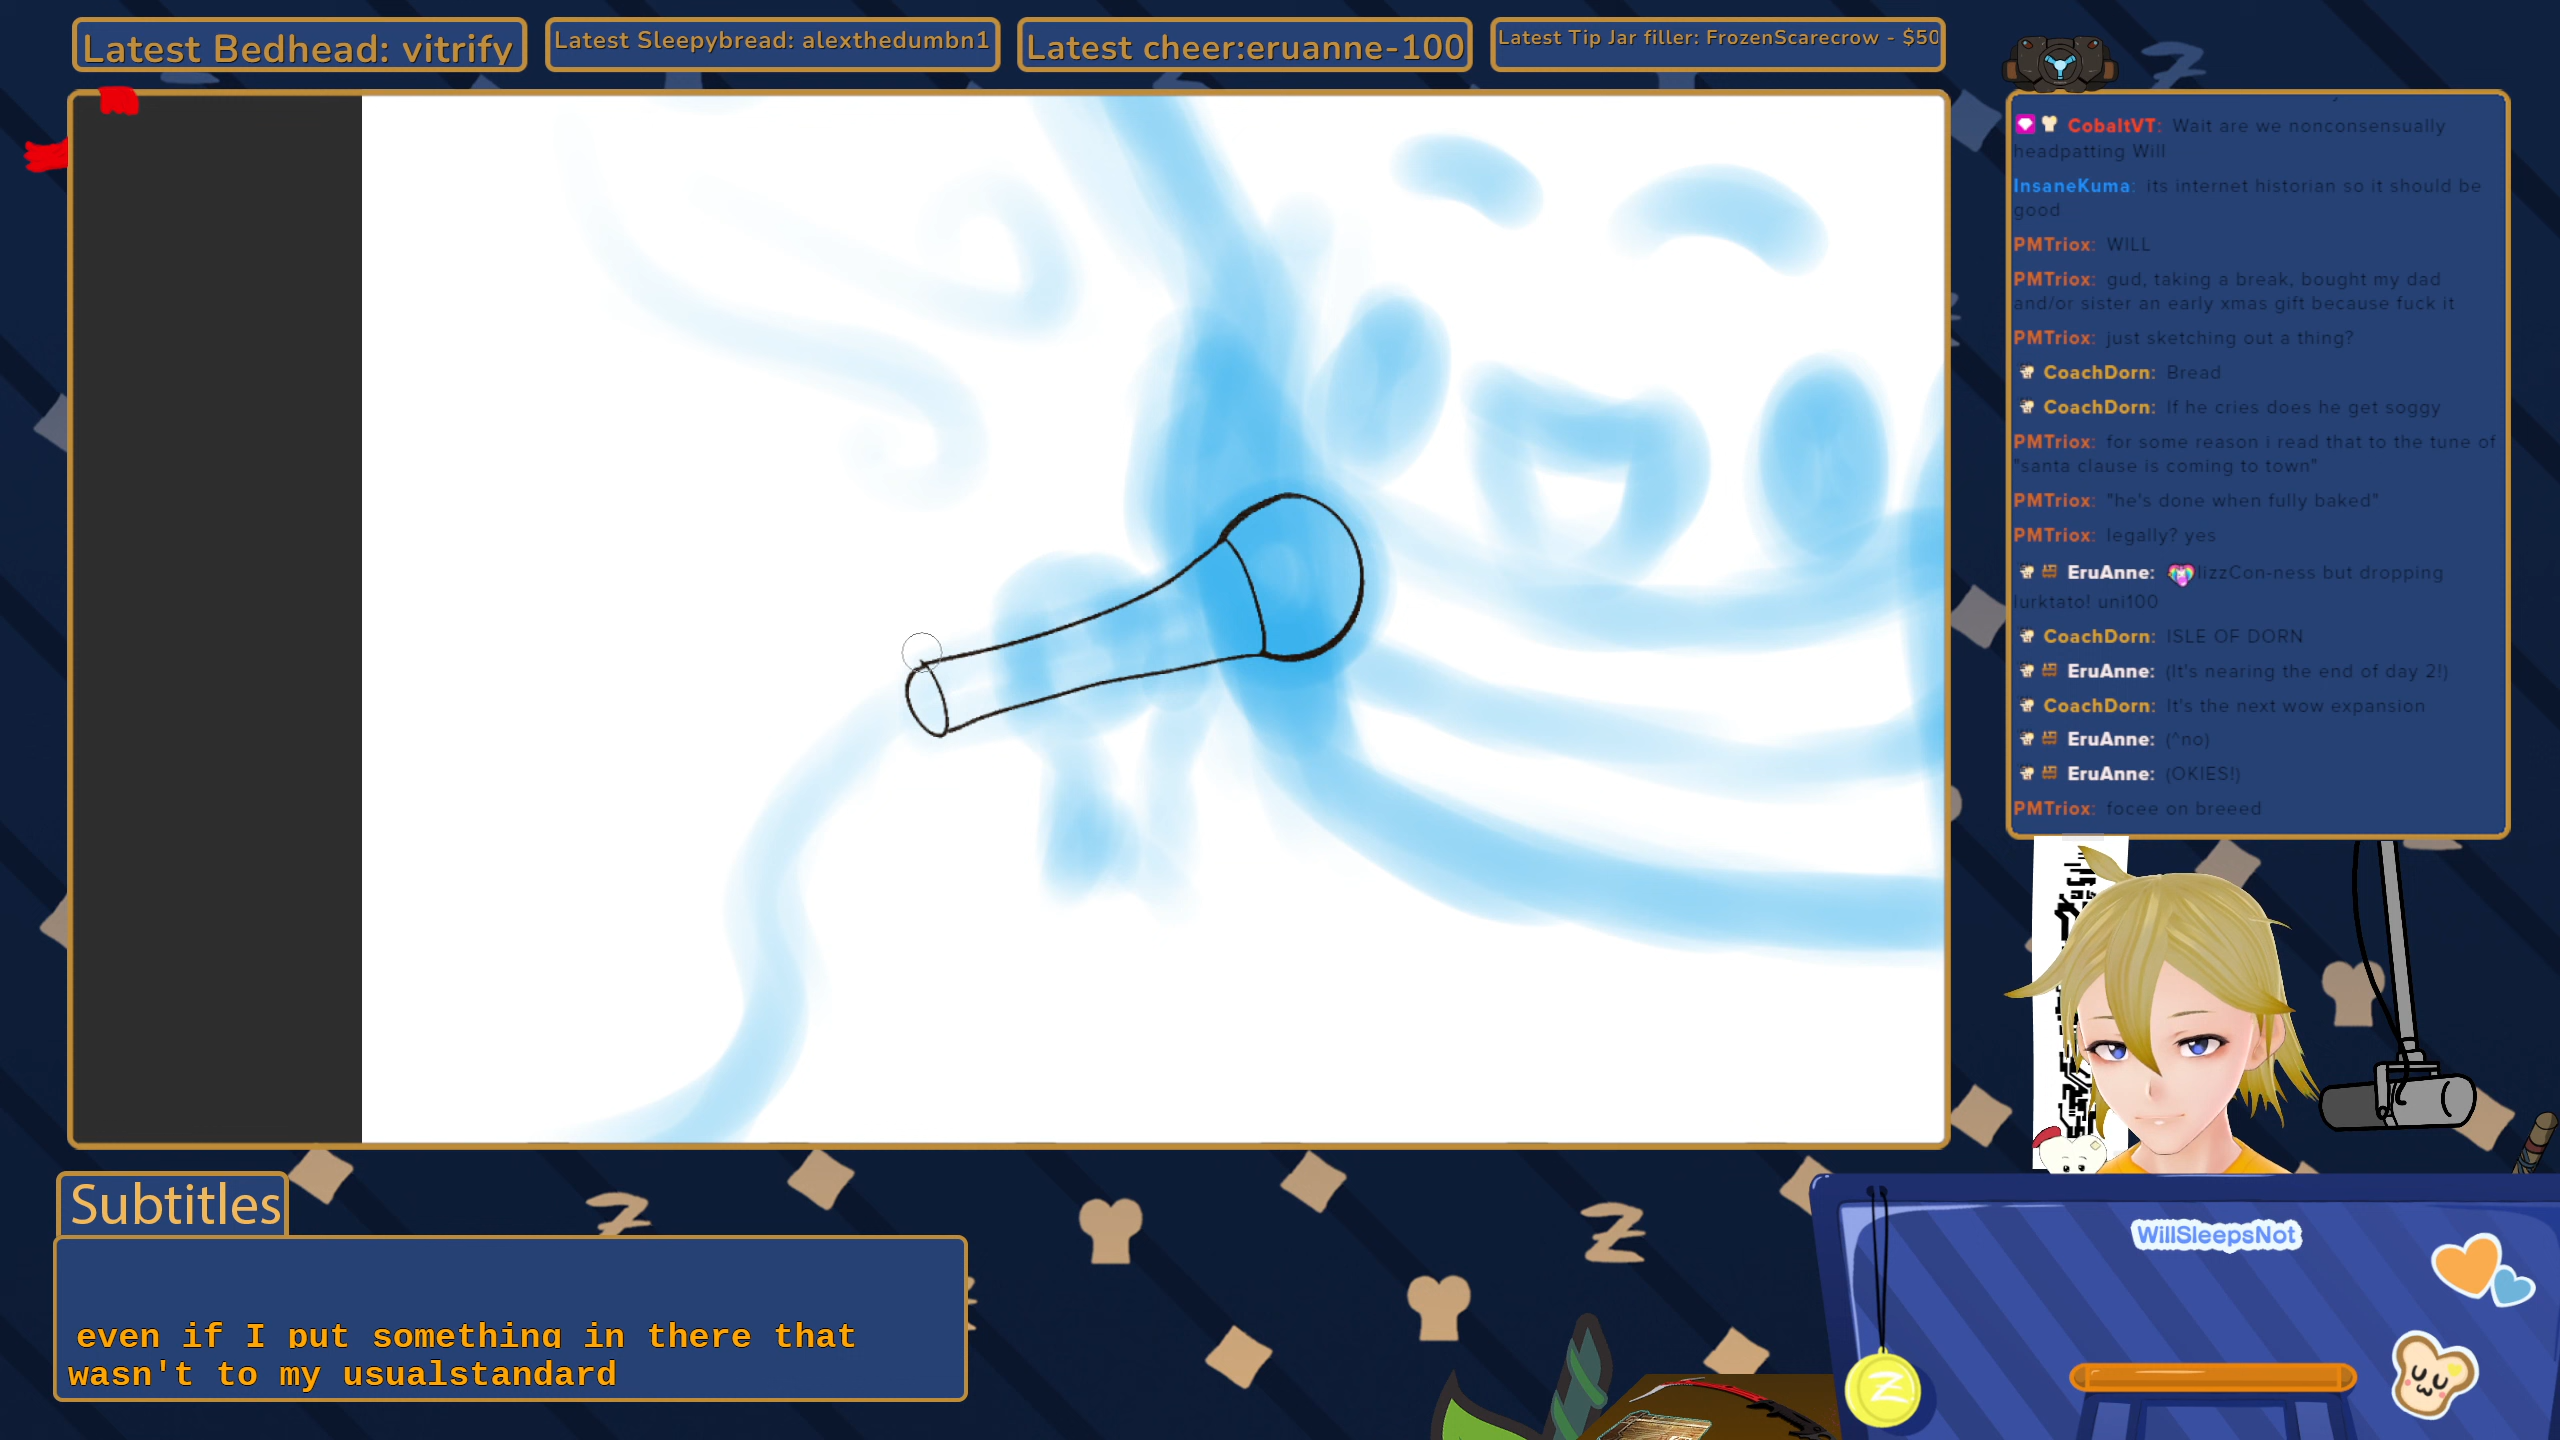 Latest Bedhead: vitrify
Latest Sleepybread: alexthedumbn1
Latest cheer:eruanne-100
Latest Tip Jar filler: FrozenScarecrow - $50
CobaltVT: Wait are we nonconsensually
headpatting Will
InsaneKuma: its internet historian so it should be
good
PMTriox: WILL
PMTriox: gud, taking a break, bought my dad
and/or sister an early xmas gift because fuck it
PMTriox: just sketching out a thing?
CoachDorn: Bread
CoachDorn: If he cries does he get soggy
PMTriox: for some reason i read that to the tune of
"santa clause is coming to town"
PMTriox: "he's done when fully baked"
PMTriox: legally? yes
EruAnne: lizzCon-ness but dropping
lurktato! uni100
CoachDorn: ISLE OF DORN
EruAnne: (It's nearing the end of day 2!)
CoachDorn: It's the next wow expansion
EruAnne: (^no)
EruAnne: (OKIES!)
PMTriox: focee on breeed
Subtitles
even if I put something in there that
wasn't to my usualstandard
WillSleepsNot
Z